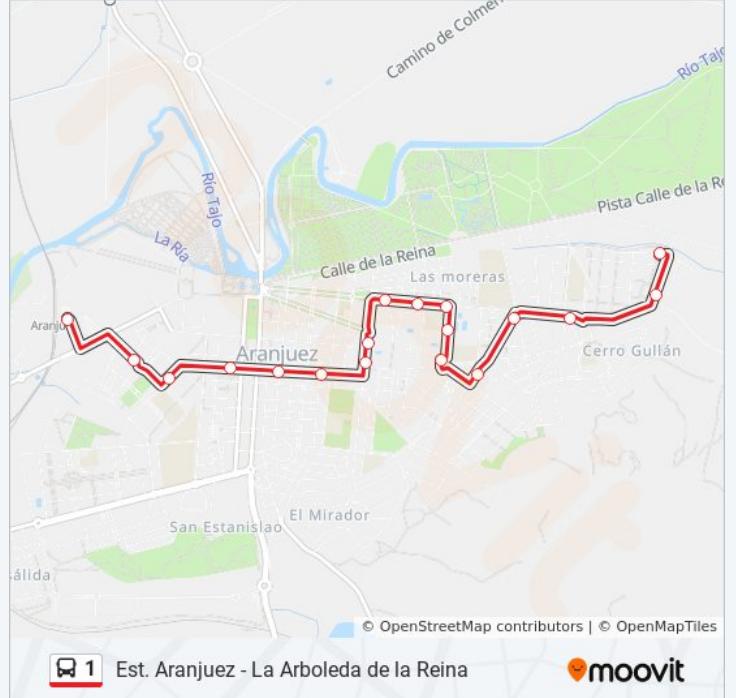 Camino de Colmen
Río Tajo
Río Tajo
Pista Calle de la Re
La Ría
Calle de la Reina
Las moreras
Aranju
Aranjuez
Cerro Gullán
El Mirador
San Estanislao
sálida
© OpenStreetMap contributors | © OpenMapTiles
1 Est. Aranjuez - La Arboleda de la Reina
moovit